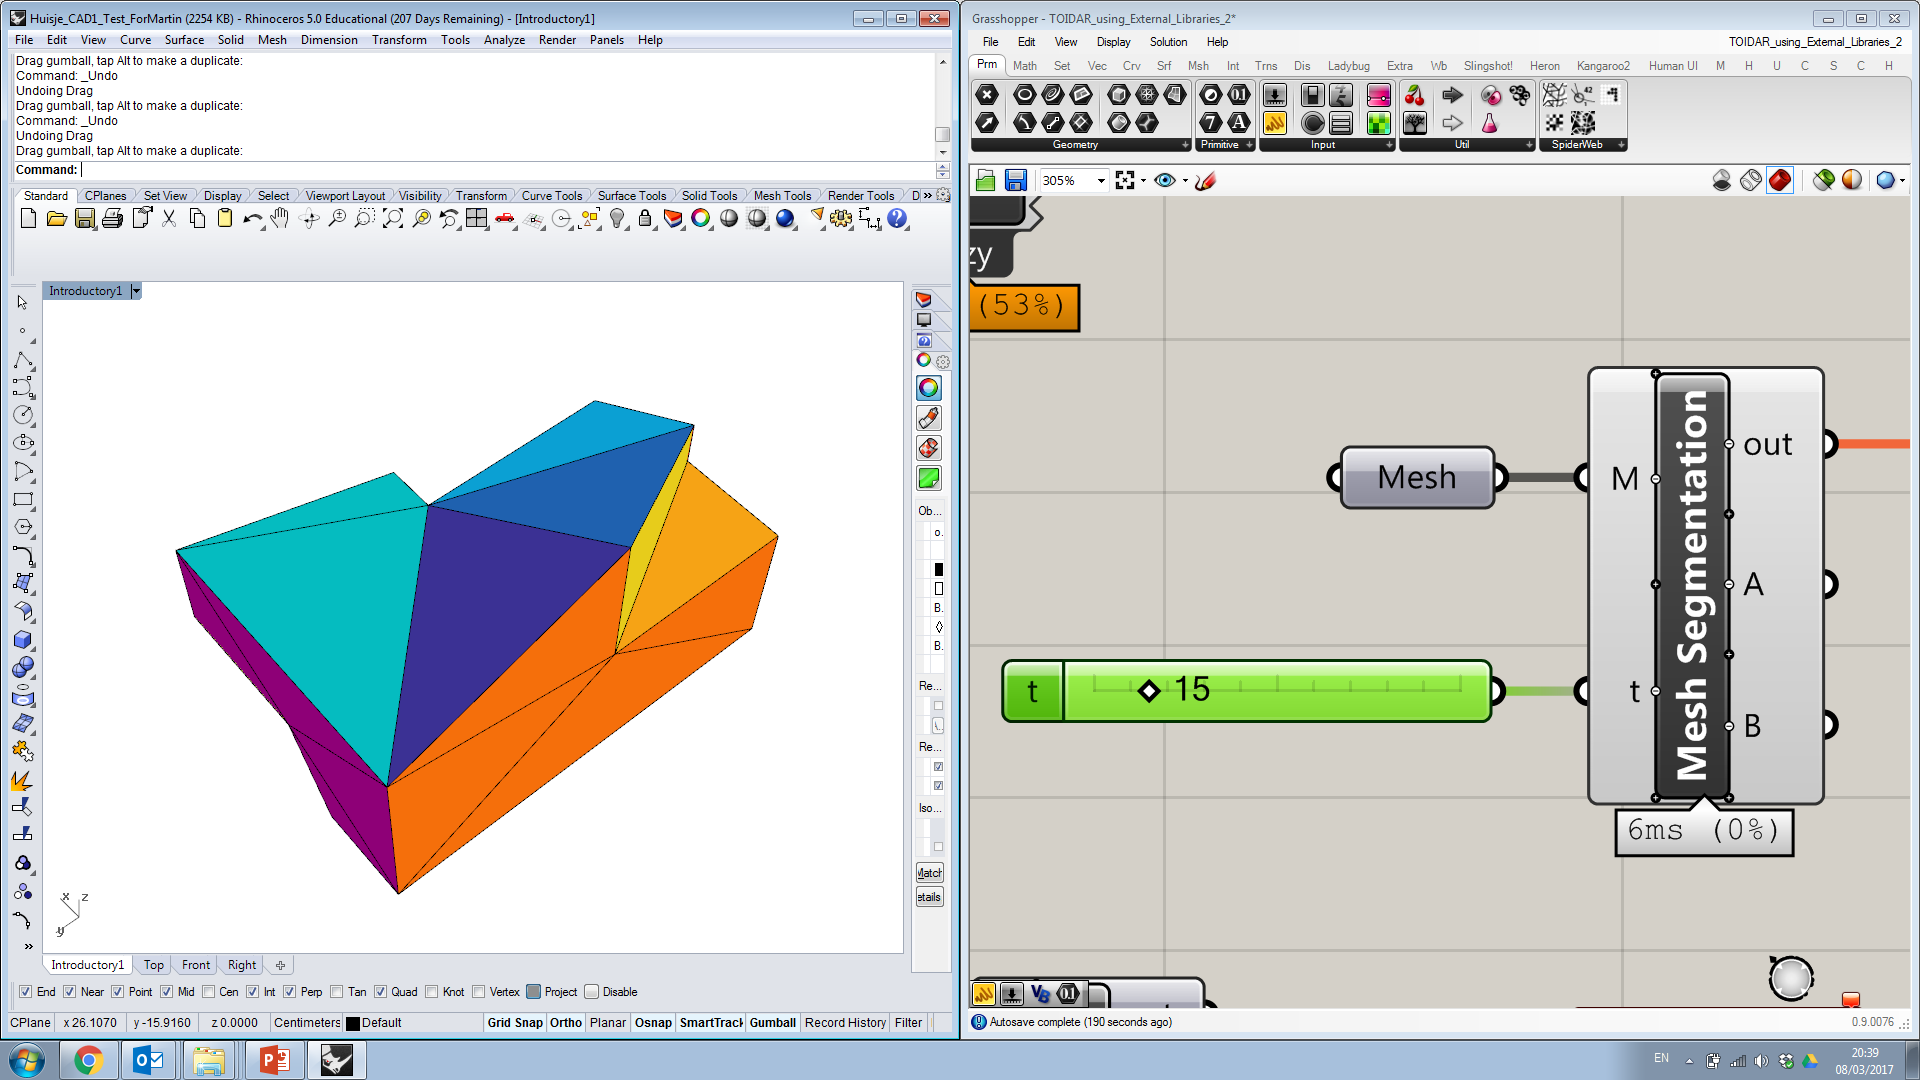 Huisje_CAD1_Test_ForMartin (2254 KB) - Rhinoceros 5.0 Educational (207 Days Remaining) - [Introductory1]
File Edit View Curve Surface Solid Mesh Dimension Transform Tools Analyze Render Panels Help
Drag gumball, tap Alt to make a duplicate:
Command: _Undo
Undoing Drag
Drag gumball, tap Alt to make a duplicate:
Command: _Undo
Undoing Drag
Drag gumball, tap Alt to make a duplicate:
Command:
Standard CPlanes Set View Display Select Viewport Layout Visibility Transform Curve Tools Surface Tools Solid Tools Mesh Tools Render Tools D »
Introductory1
Ob...
o.
B.
B.
Re...
Re...
Iso...
Match
etails
x z
y
»
Introductory1 Top Front Right
End Near Point Mid Cen Int Perp Tan Quad Knot Vertex Project Disable
CPlane x 26.1070 y -15.9160 z 0.0000 Centimeters Default Grid Snap Ortho Planar Osnap SmartTrack Gumball Record History Filter
Grasshopper - TOIDAR_using_External_Libraries_2*
File Edit View Display Solution Help TOIDAR_using_External_Libraries_2
Prm Math Set Vec Crv Srf Msh Int Trns Dis Ladybug Extra Wb Slingshot! Heron Kangaroo2 Human UI M H U C S C H
Geometry Primitive Input Util SpiderWeb
305%
zy
(53%)
Mesh
M
t
Mesh Segmentation
out
A
B
t 15
6ms (0%)
Autosave complete (190 seconds ago) 0.9.0076
EN
20:39
08/03/2017